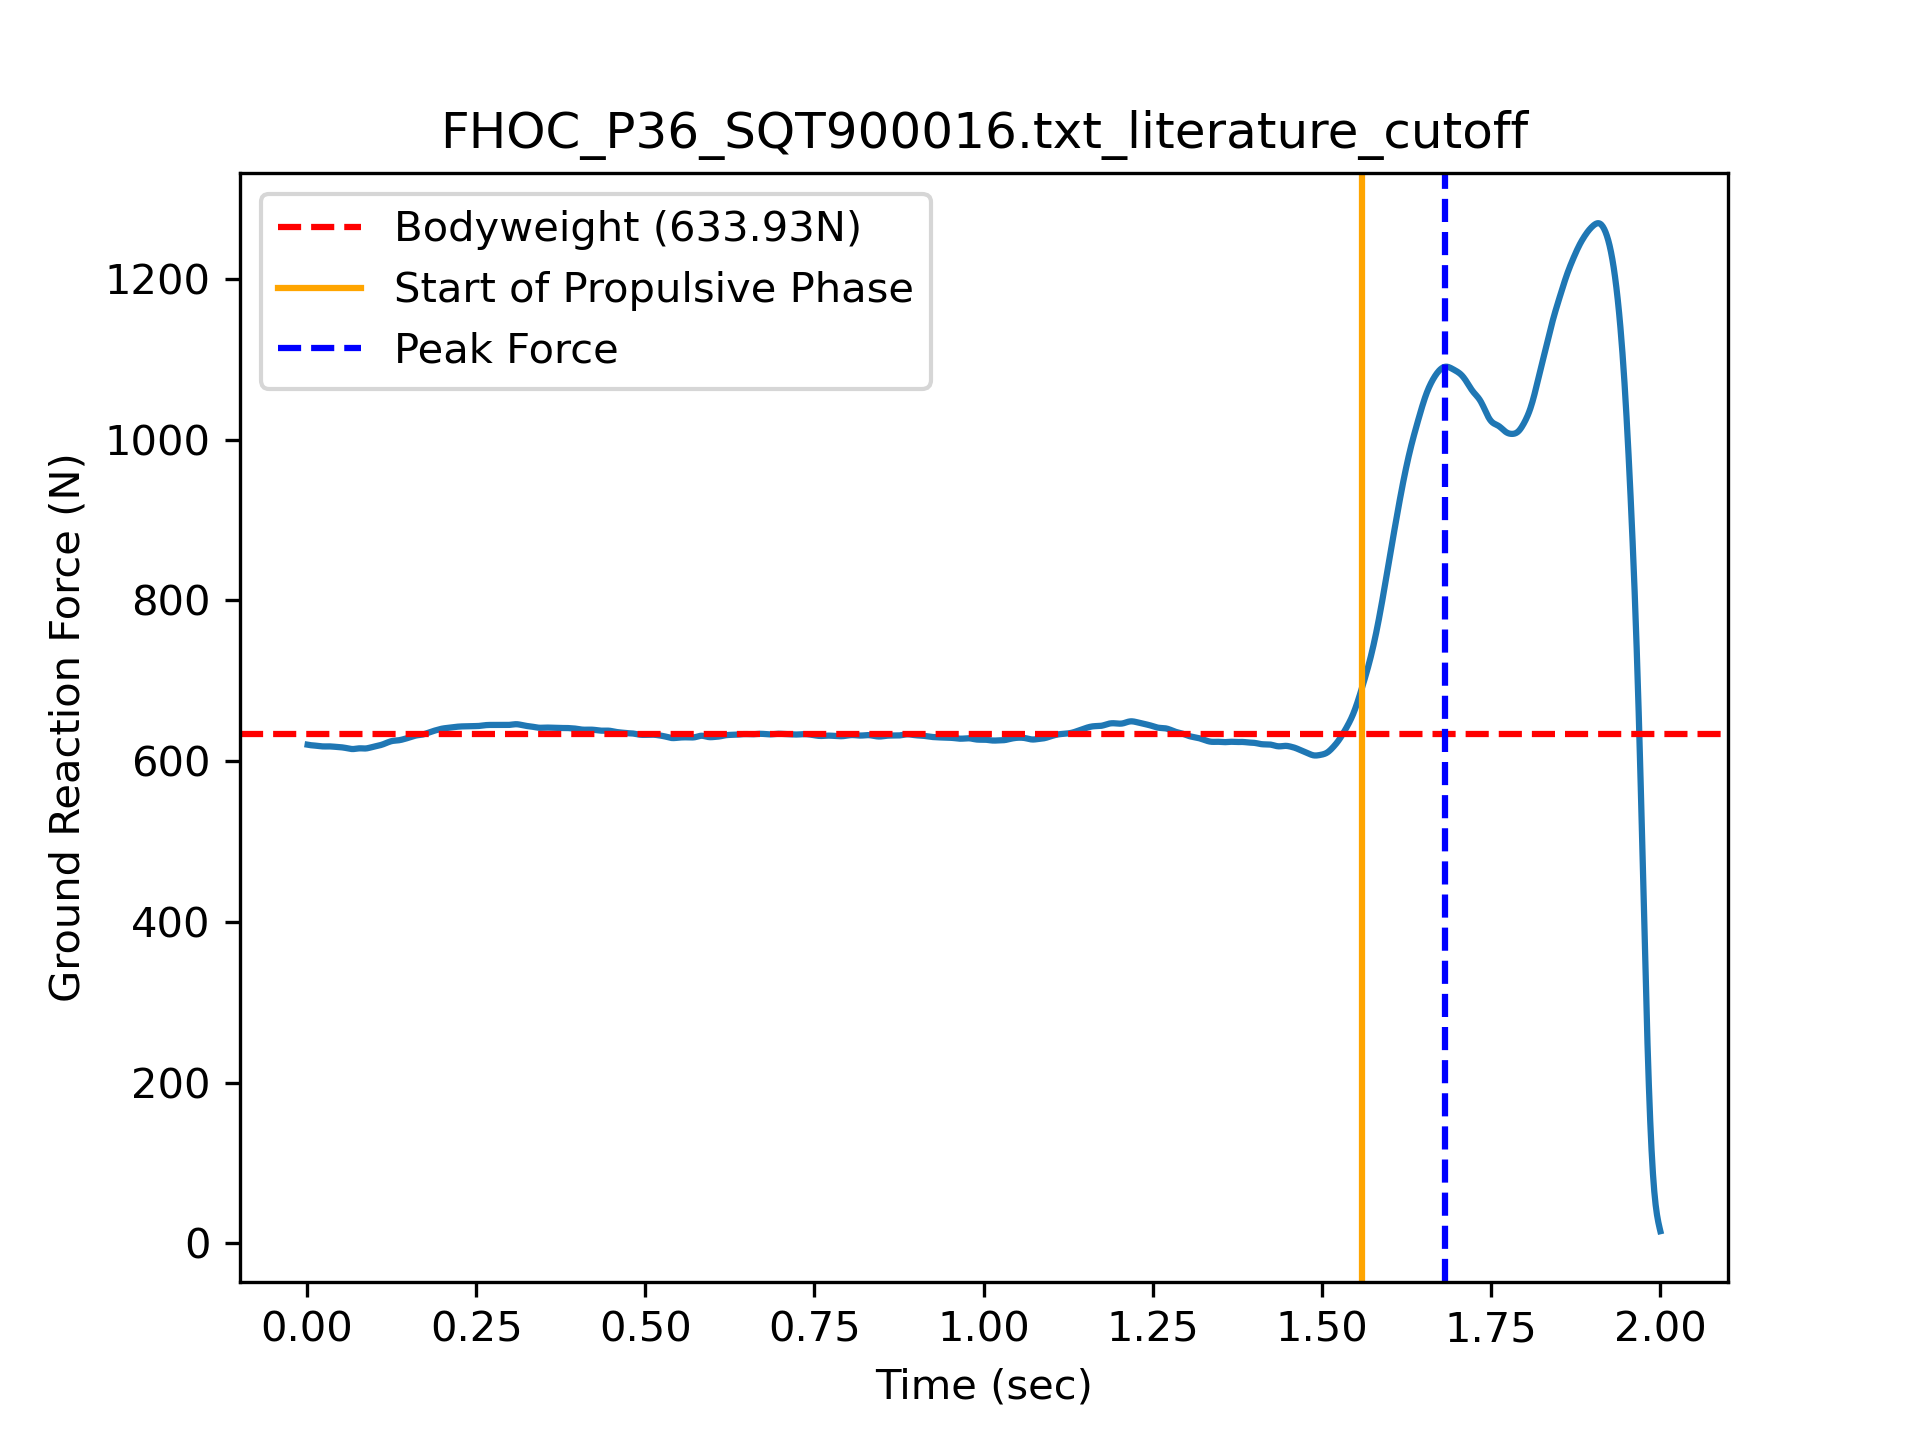 FHOC_P36_SQT900016.txt_literature_cutoff
Bodyweight (633.93N)
Start of Propulsive Phase
Peak Force
Ground Reaction Force (N)
1200
1000
800
600
400
200
0
0.00 0.25 0.50 0.75 1.00 1.25 1.50 1.75 2.00
Time (sec)